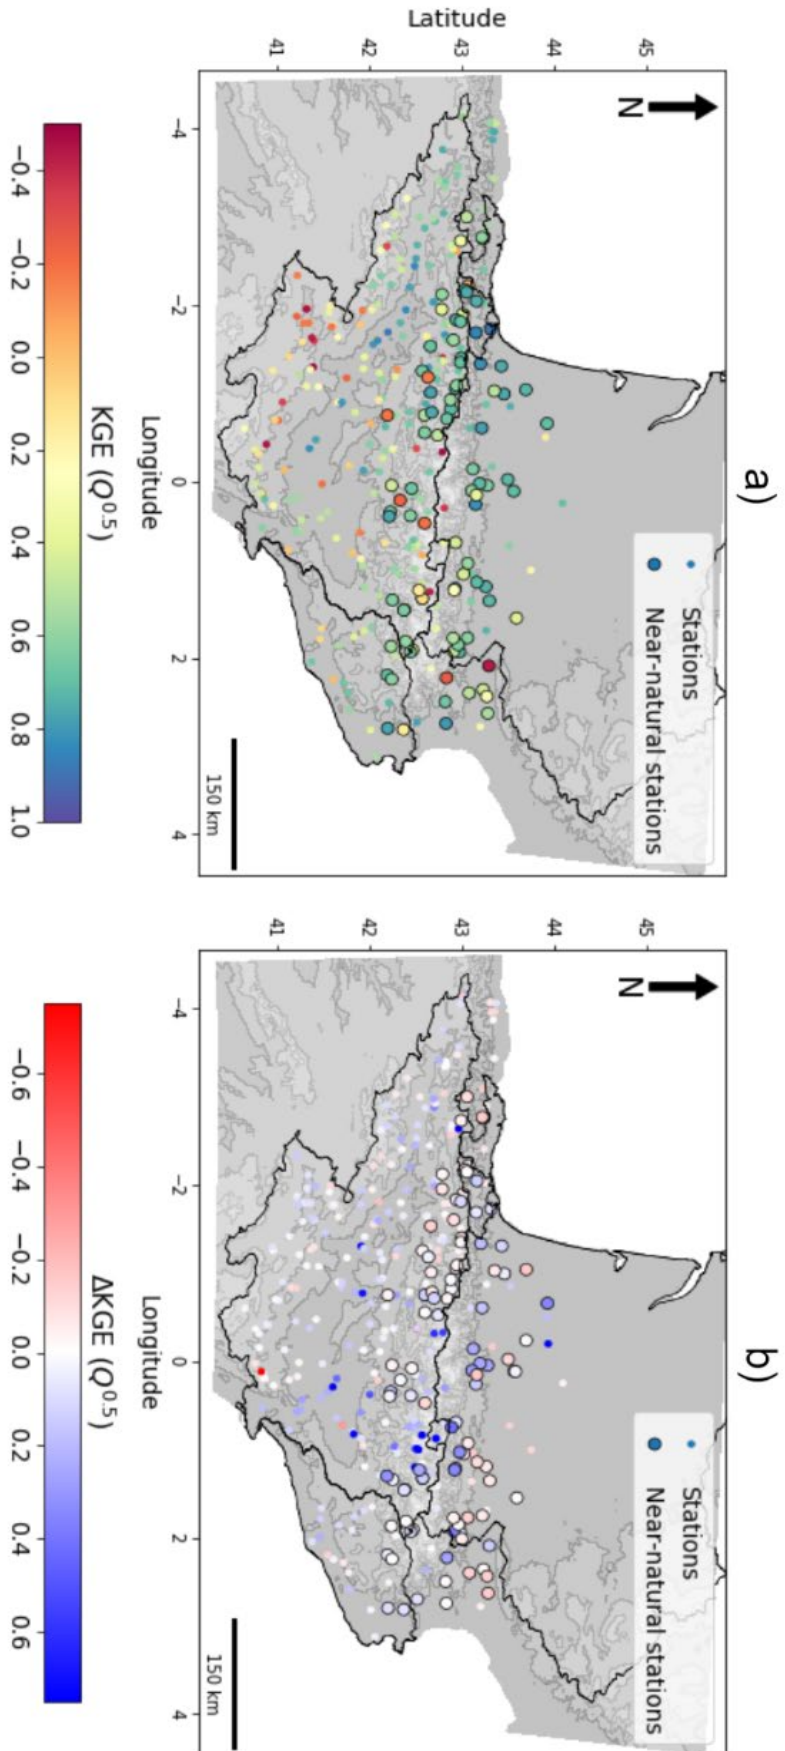 a)
Latitude
45
44
43
42
41
N
Stations
Near-natural stations
150 km
−4
−2
0
2
4
Longitude
−0.4
−0.2
0.0
0.2
0.4
0.6
0.8
1.0
KGE (Q^0.5)
b)
45
44
43
42
41
N
Stations
Near-natural stations
150 km
−4
−2
0
2
4
Longitude
−0.6
−0.4
−0.2
0.0
0.2
0.4
0.6
ΔKGE (Q^0.5)